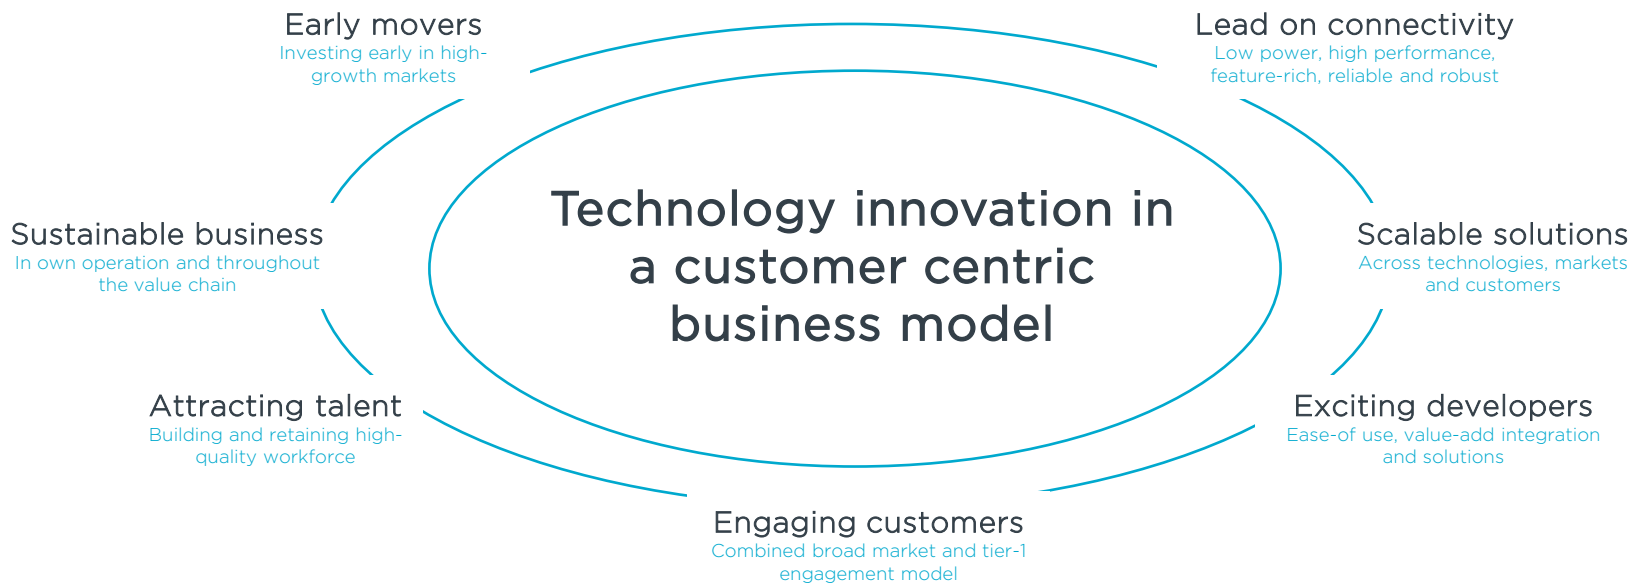 Early movers
Investing early in high-
growth markets
Lead on connectivity
Low power, high performance,
feature-rich, reliable and robust
Technology innovation in
a customer centric
business model
Sustainable business
In own operation and throughout
the value chain
Scalable solutions
Across technologies, markets
and customers
Attracting talent
Building and retaining high-
quality workforce
Exciting developers
Ease-of use, value-add integration
and solutions
Engaging customers
Combined broad market and tier-1
engagement model